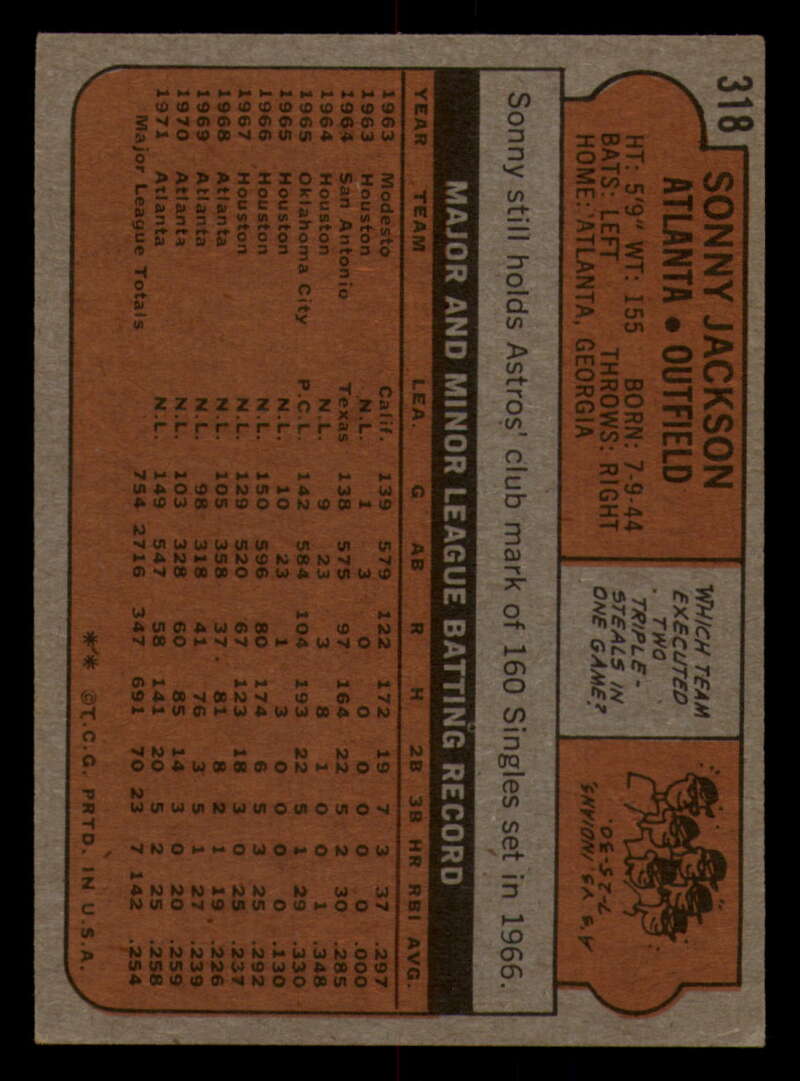 318
SONNY JACKSON
ATLANTA • OUTFIELD
HT: 5'9" WT: 155 BORN: 7-9-44
BATS: LEFT THROWS: RIGHT
HOME: ATLANTA, GEORGIA
WHICH TEAM
EXECUTED
TWO
TRIPLE-
STEALS IN
ONE GAME?
A's VS. INDIANS,
7-25-30.
Sonny still holds Astros' club mark of 160 Singles set in 1966.
MAJOR AND MINOR LEAGUE BATTING RECORD
YEAR TEAM LEA. G AB R H 2B 3B HR RBI AVG.
1963 Modesto Calif. 139 579 122 172 19 7 3 37 .297
1963 Houston N.L. 1 3 0 0 0 0 0 0 .000
1964 San Antonio Texas 138 575 97 164 22 5 2 30 .285
1964 Houston N.L. 9 23 3 8 1 0 0 1 .348
1965 Oklahoma City P.C.L. 142 584 104 193 22 5 1 29 .330
1965 Houston N.L. 10 23 1 3 0 0 0 0 .130
1966 Houston N.L. 150 596 80 174 6 5 3 25 .292
1967 Houston N.L. 129 520 67 123 18 3 0 25 .237
1968 Atlanta N.L. 105 358 37 81 8 2 1 19 .226
1969 Atlanta N.L. 98 318 41 76 3 5 1 27 .239
1970 Atlanta N.L. 103 328 60 85 14 3 0 20 .259
1971 Atlanta N.L. 149 547 58 141 20 5 2 25 .258
Major League Totals 754 2716 347 691 70 23 7 142 .254
** ©T.C.G. PRTD. IN U.S.A.